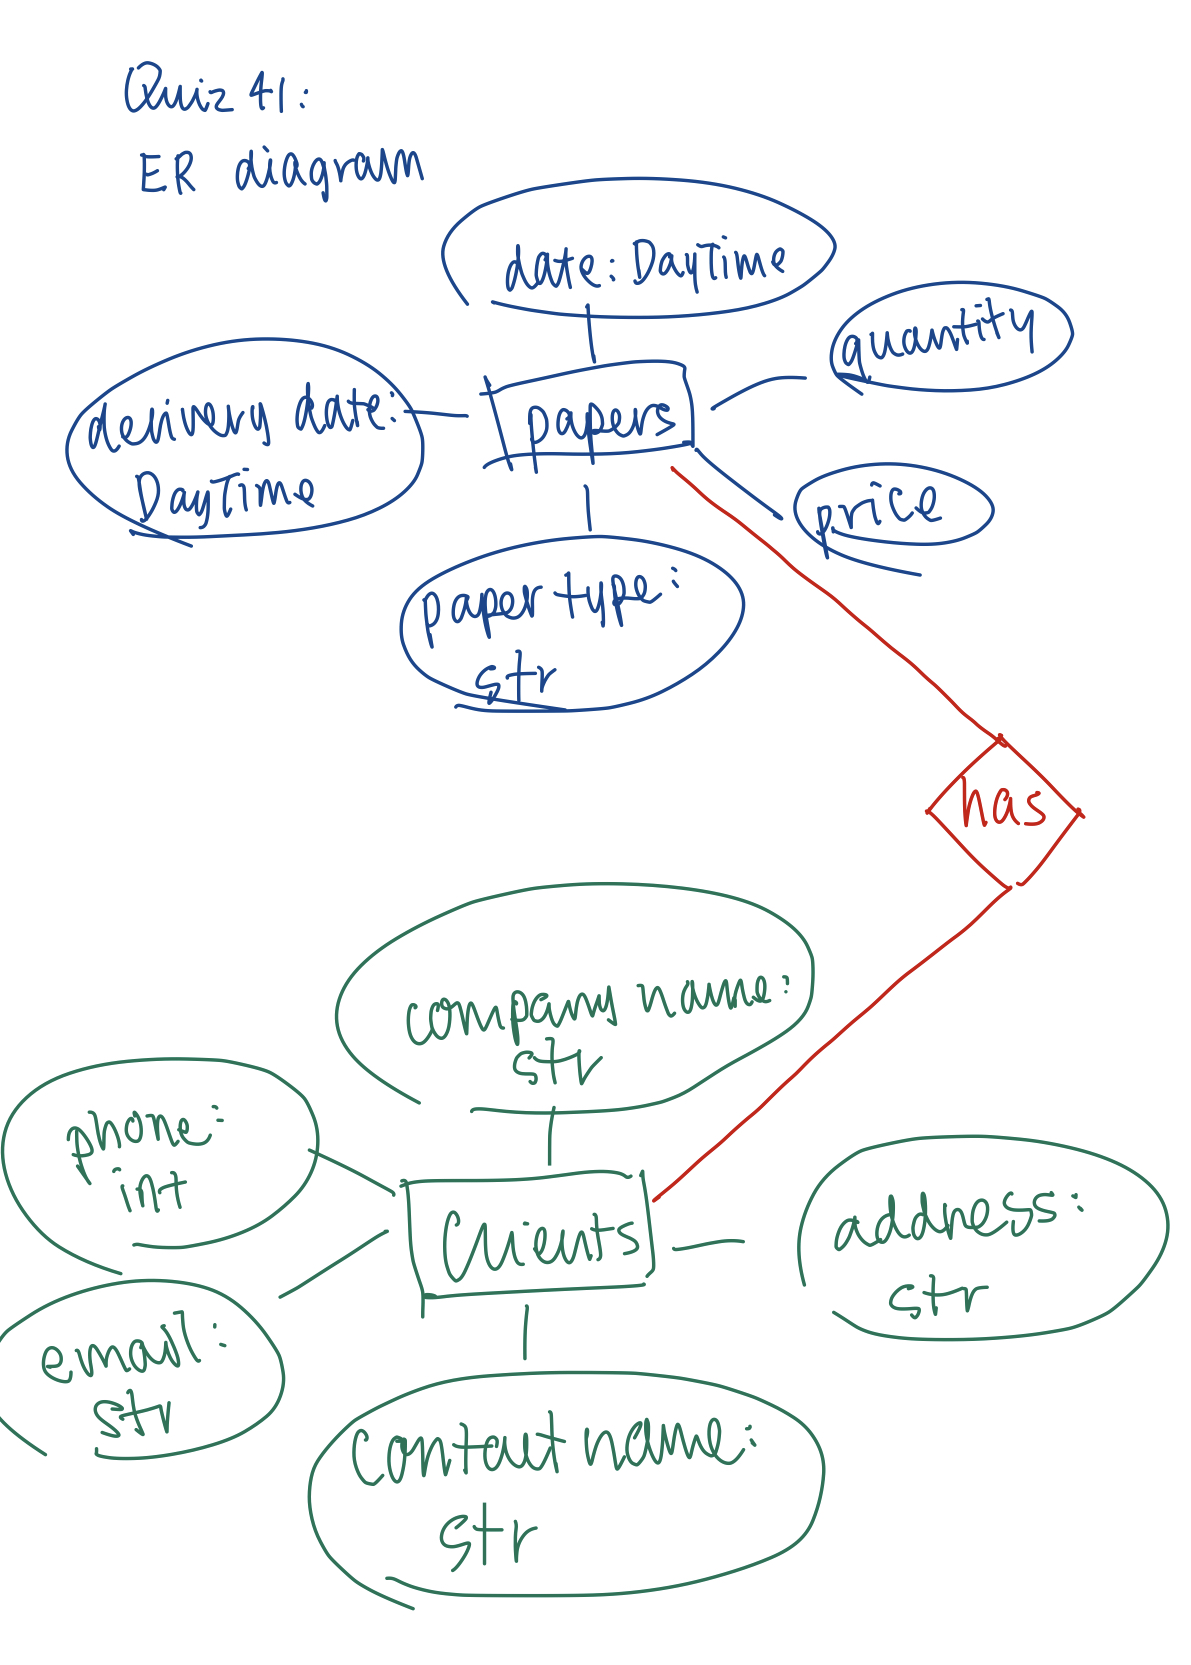 Quiz 41:
ER diagram
date: DayTime
quantity
delivery date:
DayTime
papers
price
paper type:
str
has
company name:
str
phone:
int
Clients
address:
str
email:
str
Contact name:
str